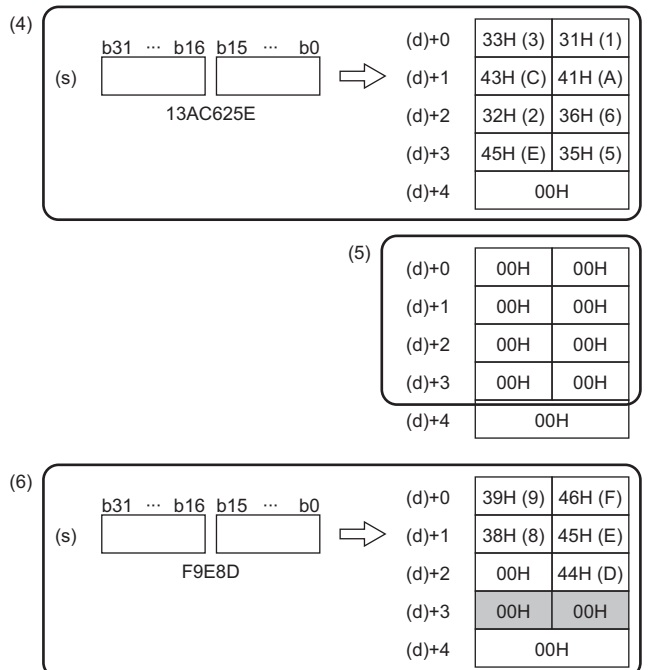 (4)
b31 ··· b16 b15 ··· b0
(s)
13AC625E
(d)+0 33H (3) 31H (1)
(d)+1 43H (C) 41H (A)
(d)+2 32H (2) 36H (6)
(d)+3 45H (E) 35H (5)
(d)+4 00H
(5)
(d)+0 00H 00H
(d)+1 00H 00H
(d)+2 00H 00H
(d)+3 00H 00H
(d)+4 00H
(6)
b31 ··· b16 b15 ··· b0
(s)
F9E8D
(d)+0 39H (9) 46H (F)
(d)+1 38H (8) 45H (E)
(d)+2 00H 44H (D)
(d)+3 00H 00H
(d)+4 00H